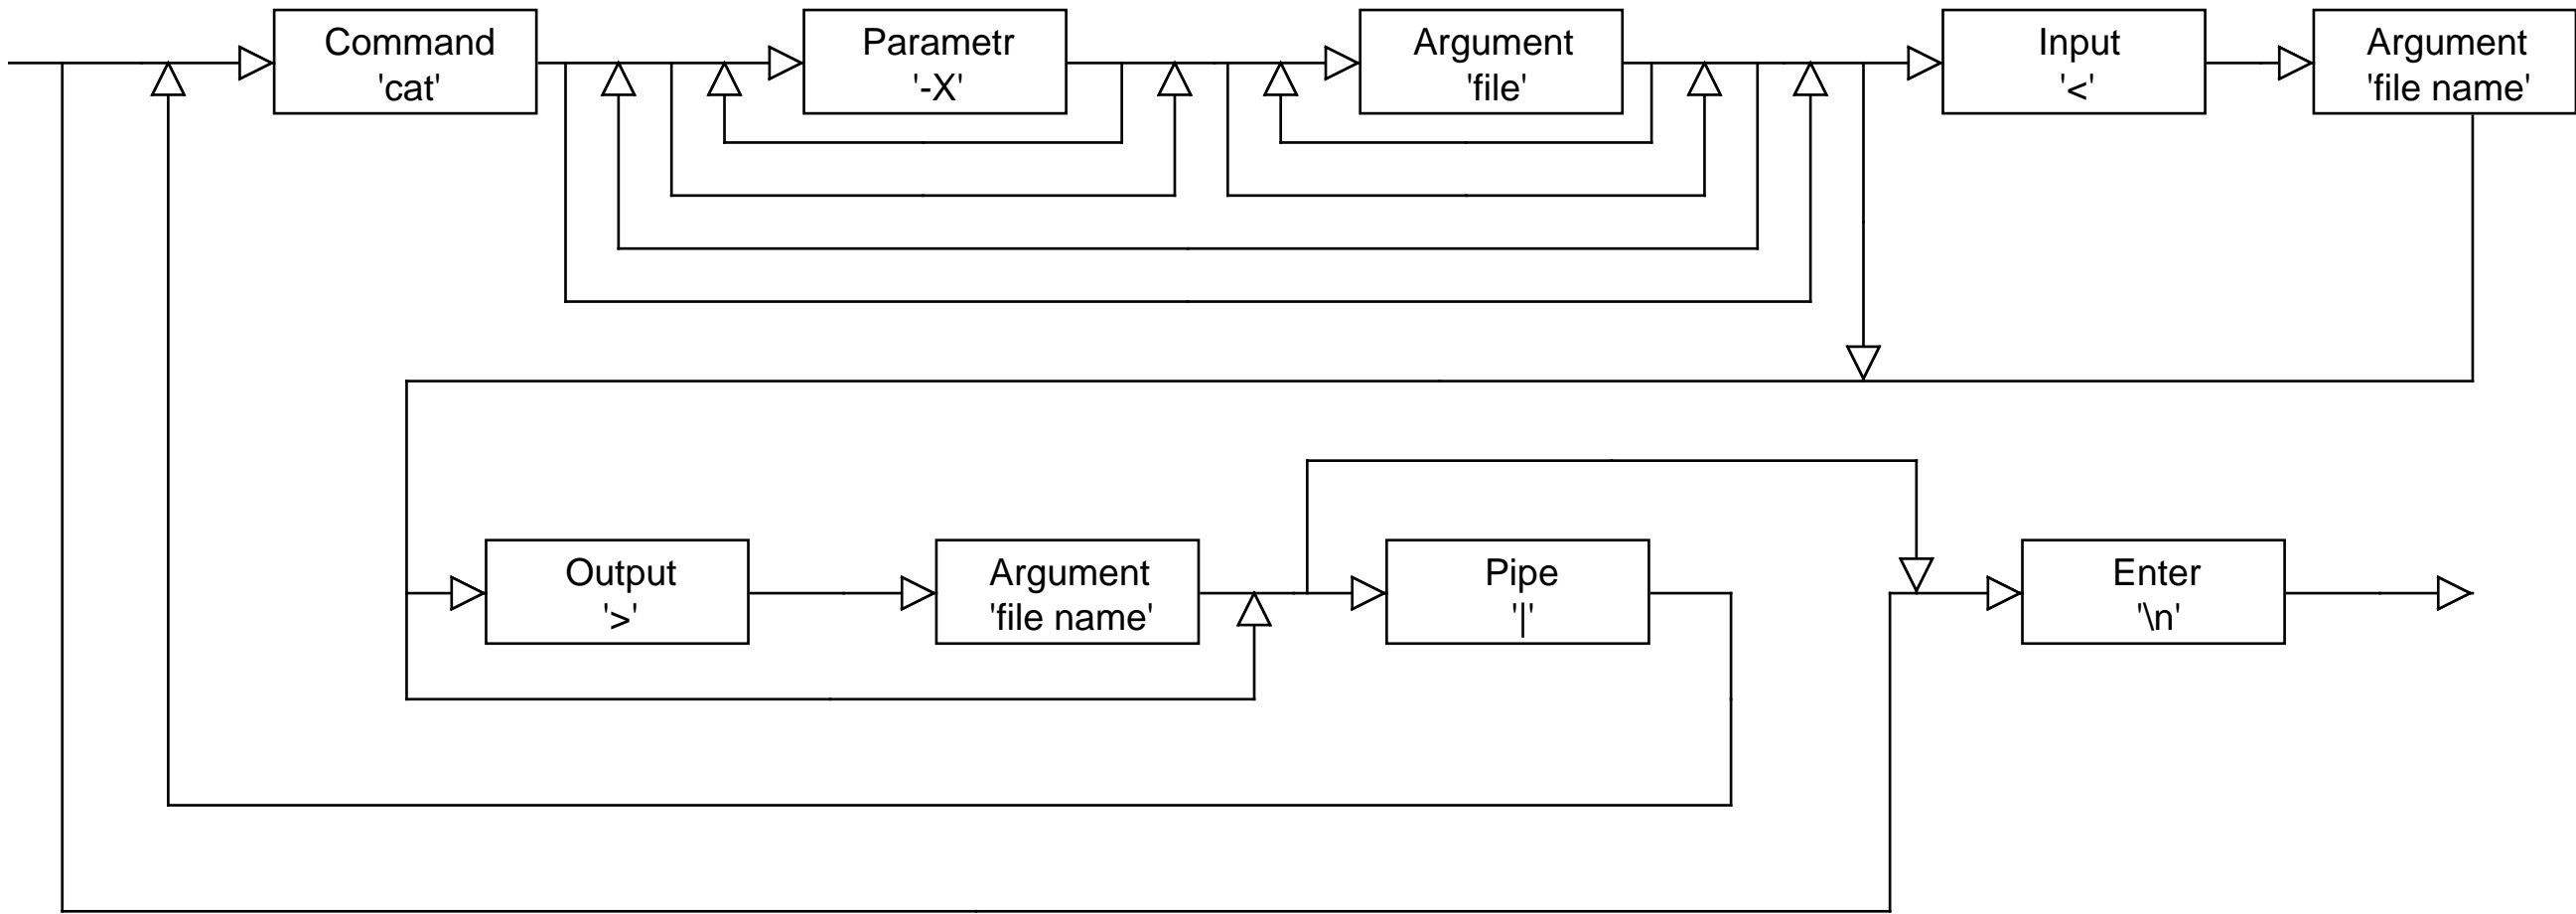 Command
'cat'
Parametr
'-X'
Argument
'file'
Input
'<'
Argument
'file name'
Output
'>'
Argument
'file name'
Pipe
'|'
Enter
'\n'